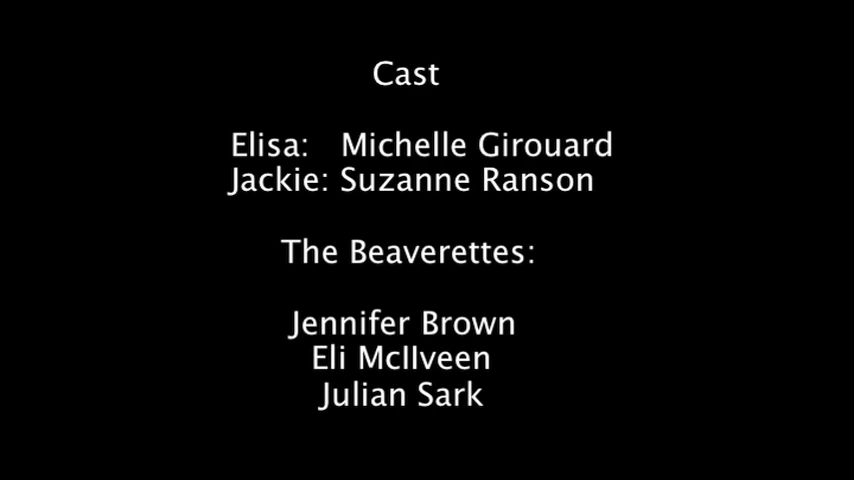 Cast
Elisa: Michelle Girouard
Jackie: Suzanne Ranson
The Beaverettes:
Jennifer Brown
Eli McIlveen
Julian Sark